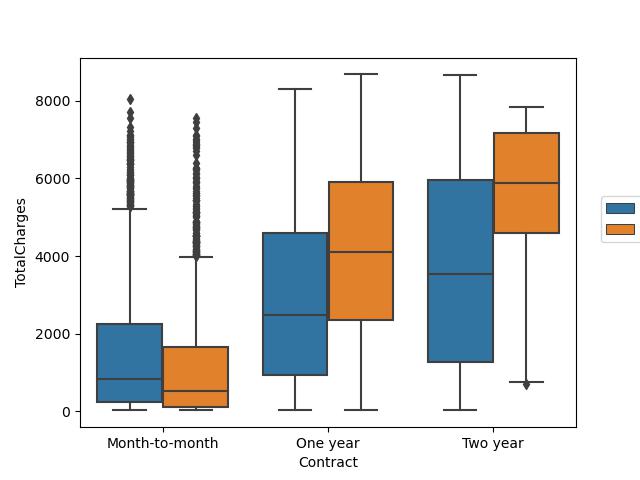 8000
6000
4000
2000
0
TotalCharges
Month-to-month
One year
Two year
Contract